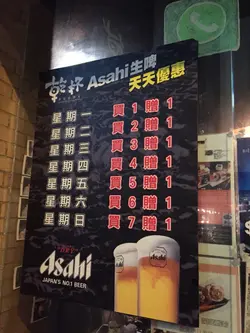 乾杯 Asahi生啤
KANPAI 天天優惠
星期一 買1贈1
星期二 買2贈1
星期三 買3贈1
星期四 買4贈1
星期五 買5贈1
星期六 買6贈1
星期日 買7贈1
Asahi
JAPAN'S NO.1 BEER